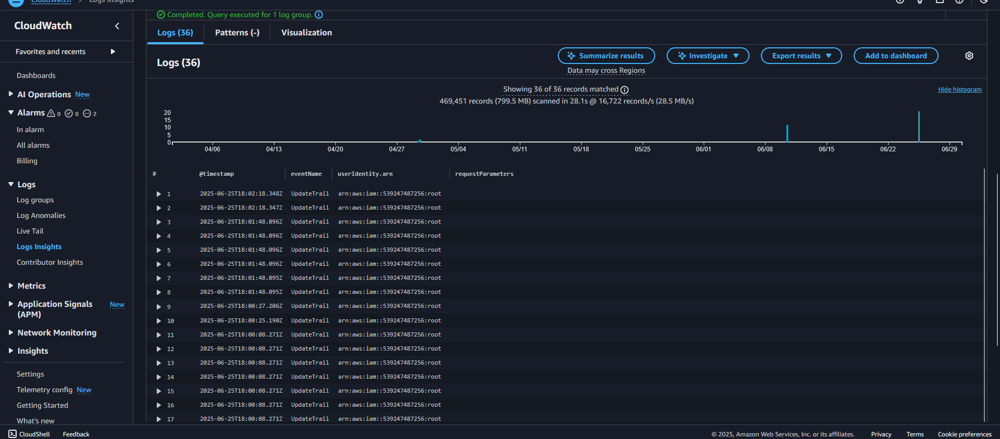 CloudWatch > Logs Insights
CloudWatch
Favorites and recents
Dashboards
AI Operations New
Alarms 0 0 2
In alarm
All alarms
Billing
Logs
Log groups
Log Anomalies
Live Tail
Logs Insights
Contributor Insights
Metrics
Application Signals (APM) New
Network Monitoring
Insights
Settings
Telemetry config New
Getting Started
What's new
Completed. Query executed for 1 log group.
Logs (36) Patterns (-) Visualization
Logs (36)
Summarize results Investigate Export results Add to dashboard
Data may cross Regions
Showing 36 of 36 records matched
Hide histogram
469,451 records (799.5 MB) scanned in 28.1s @ 16,722 records/s (28.5 MB/s)
20
15
10
5
0
04/06 04/13 04/20 04/27 05/04 05/11 05/18 05/25 06/01 06/08 06/15 06/22 06/29
# @timestamp eventName userIdentity.arn requestParameters
1 2025-06-25T18:02:18.348Z UpdateTrail arn:aws:iam::539247487256:root
2 2025-06-25T18:02:18.347Z UpdateTrail arn:aws:iam::539247487256:root
3 2025-06-25T18:01:48.096Z UpdateTrail arn:aws:iam::539247487256:root
4 2025-06-25T18:01:48.096Z UpdateTrail arn:aws:iam::539247487256:root
5 2025-06-25T18:01:48.096Z UpdateTrail arn:aws:iam::539247487256:root
6 2025-06-25T18:01:48.096Z UpdateTrail arn:aws:iam::539247487256:root
7 2025-06-25T18:01:48.095Z UpdateTrail arn:aws:iam::539247487256:root
8 2025-06-25T18:01:48.095Z UpdateTrail arn:aws:iam::539247487256:root
9 2025-06-25T18:00:27.206Z UpdateTrail arn:aws:iam::539247487256:root
10 2025-06-25T18:00:25.190Z UpdateTrail arn:aws:iam::539247487256:root
11 2025-06-25T18:00:08.271Z UpdateTrail arn:aws:iam::539247487256:root
12 2025-06-25T18:00:08.271Z UpdateTrail arn:aws:iam::539247487256:root
13 2025-06-25T18:00:08.271Z UpdateTrail arn:aws:iam::539247487256:root
14 2025-06-25T18:00:08.271Z UpdateTrail arn:aws:iam::539247487256:root
15 2025-06-25T18:00:08.271Z UpdateTrail arn:aws:iam::539247487256:root
16 2025-06-25T18:00:08.271Z UpdateTrail arn:aws:iam::539247487256:root
17 2025-06-25T18:00:08.271Z UpdateTrail arn:aws:iam::539247487256:root
CloudShell Feedback
© 2025, Amazon Web Services, Inc. or its affiliates. Privacy Terms Cookie preferences